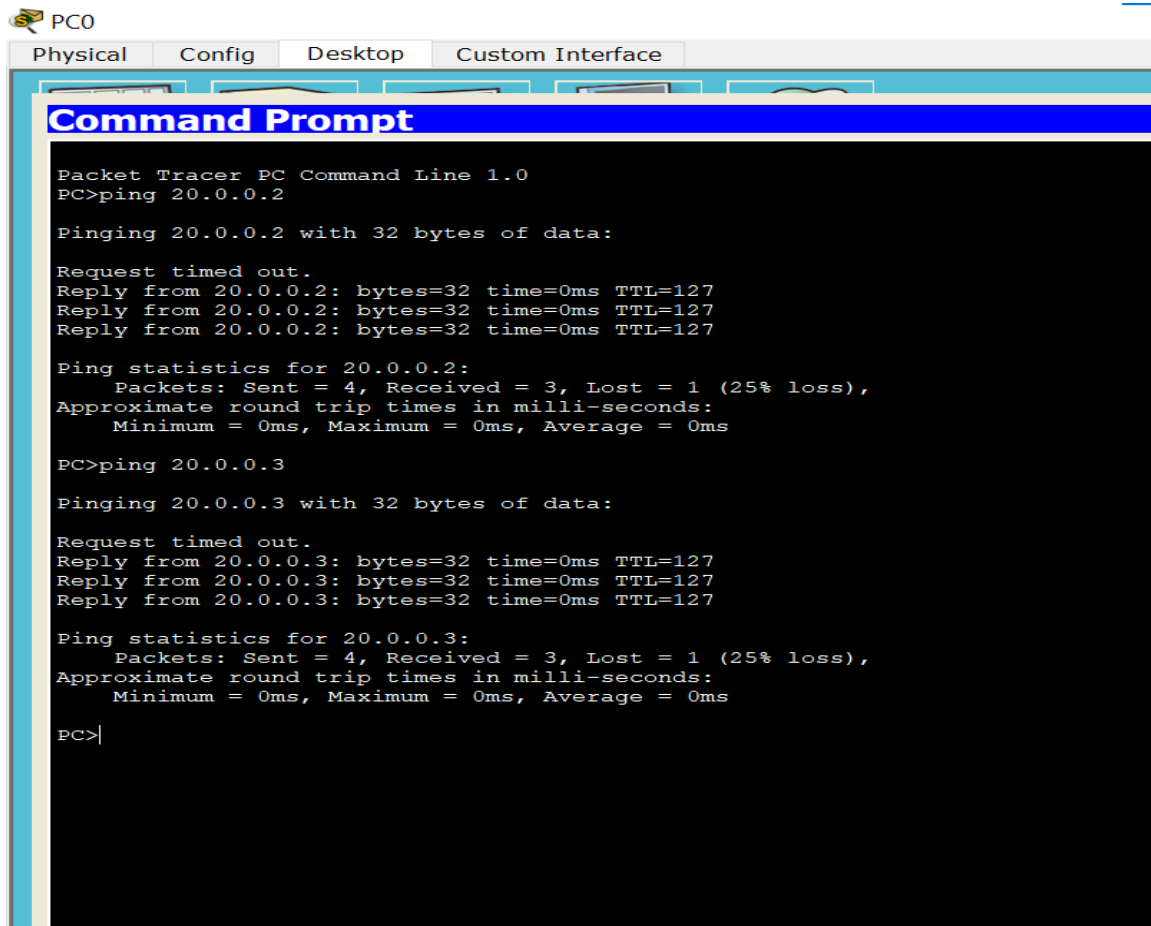 PC0
Physical Config Desktop Custom Interface
Command Prompt
Packet Tracer PC Command Line 1.0
PC>ping 20.0.0.2
Pinging 20.0.0.2 with 32 bytes of data:
Request timed out.
Reply from 20.0.0.2: bytes=32 time=0ms TTL=127
Reply from 20.0.0.2: bytes=32 time=0ms TTL=127
Reply from 20.0.0.2: bytes=32 time=0ms TTL=127
Ping statistics for 20.0.0.2:
Packets: Sent = 4, Received = 3, Lost = 1 (25% loss),
Approximate round trip times in milli-seconds:
Minimum = 0ms, Maximum = 0ms, Average = 0ms
PC>ping 20.0.0.3
Pinging 20.0.0.3 with 32 bytes of data:
Request timed out.
Reply from 20.0.0.3: bytes=32 time=0ms TTL=127
Reply from 20.0.0.3: bytes=32 time=0ms TTL=127
Reply from 20.0.0.3: bytes=32 time=0ms TTL=127
Ping statistics for 20.0.0.3:
Packets: Sent = 4, Received = 3, Lost = 1 (25% loss),
Approximate round trip times in milli-seconds:
Minimum = 0ms, Maximum = 0ms, Average = 0ms
PC>